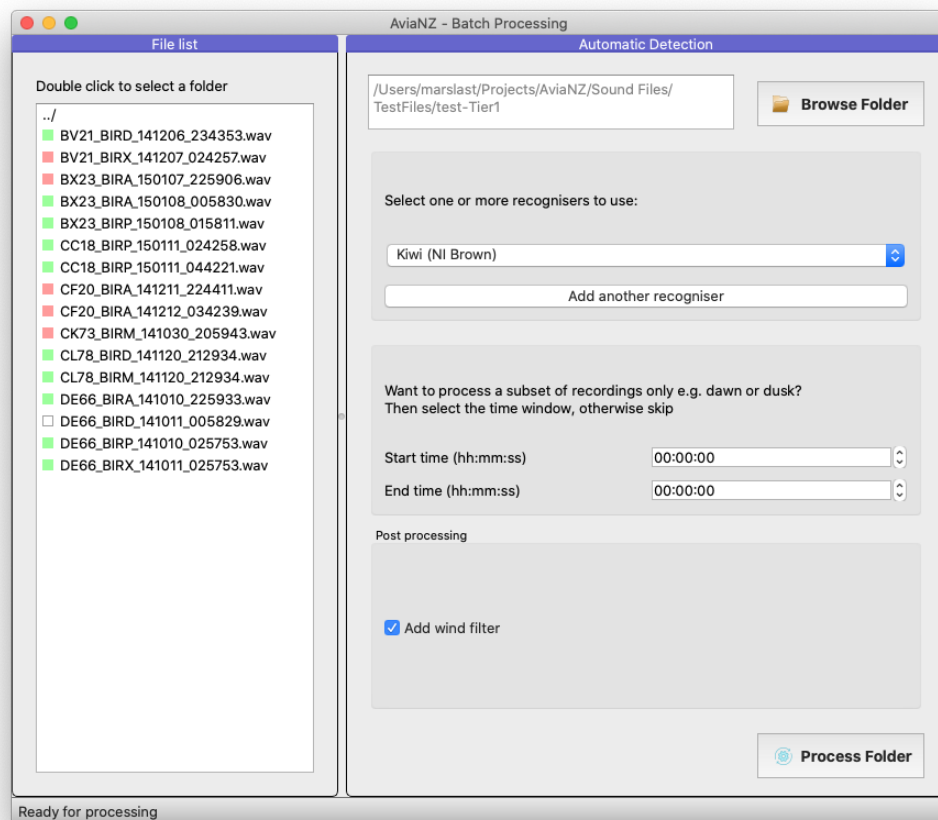 AviaNZ - Batch Processing
File list
Double click to select a folder
../
BV21_BIRD_141206_234353.wav
BV21_BIRX_141207_024257.wav
BX23_BIRA_150107_225906.wav
BX23_BIRA_150108_005830.wav
BX23_BIRP_150108_015811.wav
CC18_BIRP_150111_024258.wav
CC18_BIRP_150111_044221.wav
CF20_BIRA_141211_224411.wav
CF20_BIRA_141212_034239.wav
CK73_BIRM_141030_205943.wav
CL78_BIRD_141120_212934.wav
CL78_BIRM_141120_212934.wav
DE66_BIRA_141010_225933.wav
DE66_BIRD_141011_005829.wav
DE66_BIRP_141010_025753.wav
DE66_BIRX_141011_025753.wav
Automatic Detection
/Users/marslast/Projects/AviaNZ/Sound Files/
TestFiles/test-Tier1
Browse Folder
Select one or more recognisers to use:
Kiwi (NI Brown)
Add another recogniser
Want to process a subset of recordings only e.g. dawn or dusk?
Then select the time window, otherwise skip
Start time (hh:mm:ss)
00:00:00
End time (hh:mm:ss)
00:00:00
Post processing
Add wind filter
Process Folder
Ready for processing